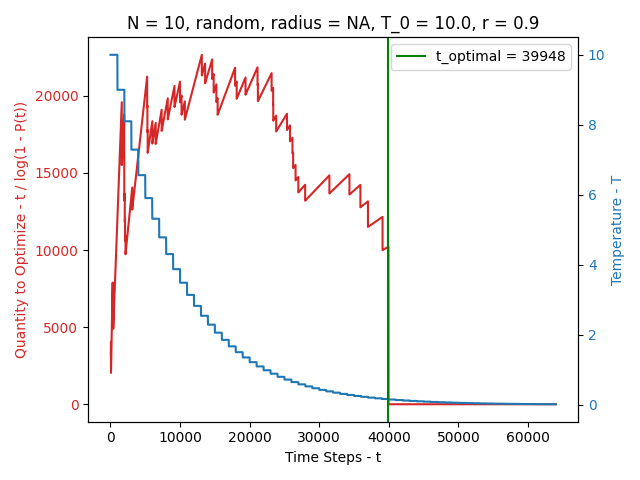 N = 10, random, radius = NA, T_0 = 10.0, r = 0.9
t_optimal = 39948
Quantity to Optimize - t / log(1 - P(t))
20000
15000
10000
5000
0
10
8
6
4
2
0
Temperature - T
0 10000 20000 30000 40000 50000 60000
Time Steps - t